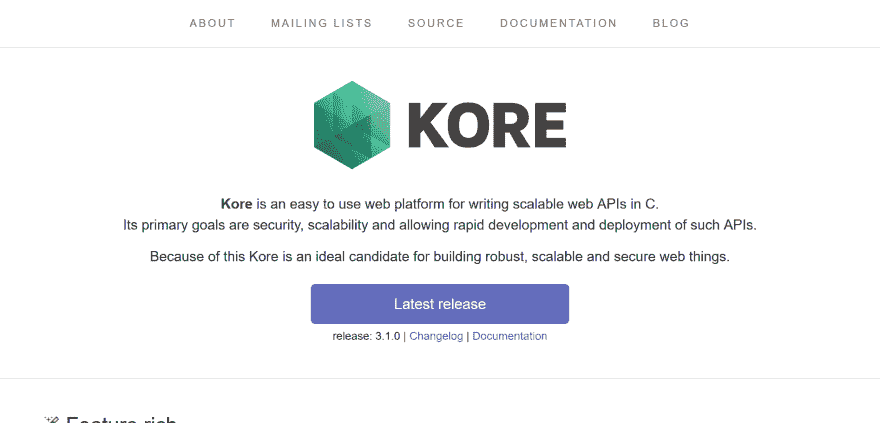 ABOUT MAILING LISTS SOURCE DOCUMENTATION BLOG
KORE
Kore is an easy to use web platform for writing scalable web APIs in C.
Its primary goals are security, scalability and allowing rapid development and deployment of such APIs.
Because of this Kore is an ideal candidate for building robust, scalable and secure web things.
Latest release
release: 3.1.0 | Changelog | Documentation
Feature rich